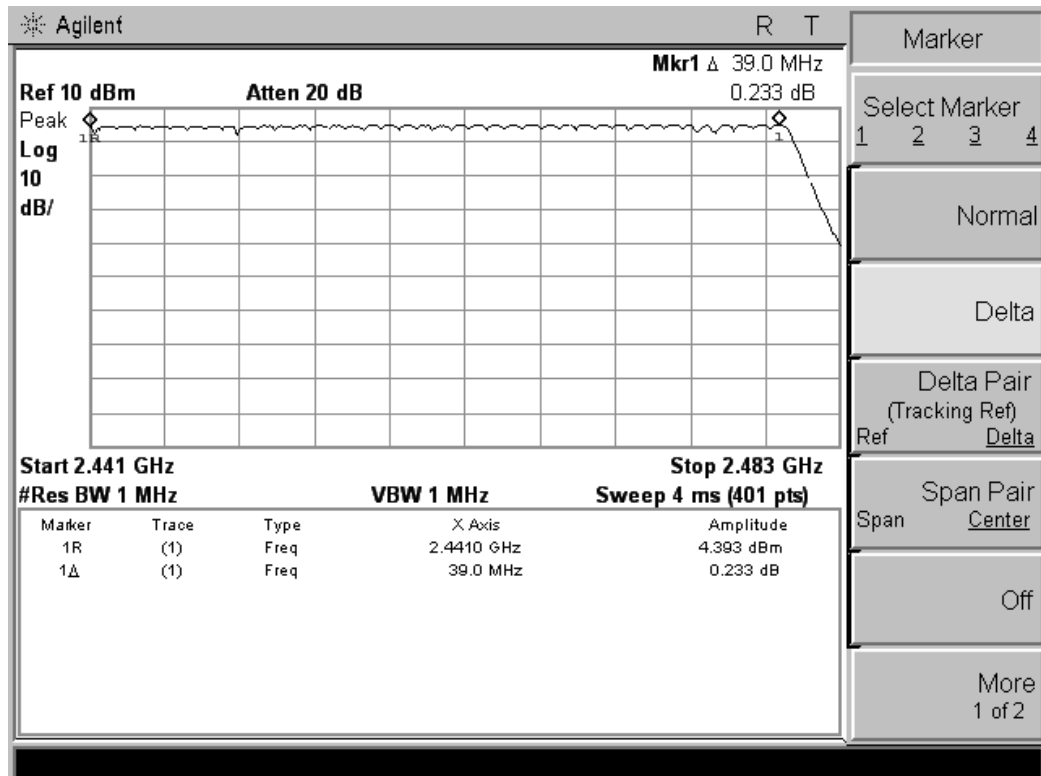 Agilent R T
Mkr1 Δ 39.0 MHz
Ref 10 dBm Atten 20 dB 0.233 dB
Peak
Log
10
dB/
1R
1
Start 2.441 GHz Stop 2.483 GHz
#Res BW 1 MHz VBW 1 MHz Sweep 4 ms (401 pts)
Marker Trace Type X Axis Amplitude
1R (1) Freq 2.4410 GHz 4.393 dBm
1Δ (1) Freq 39.0 MHz 0.233 dB
Marker
Select Marker
1 2 3 4
Normal
Delta
Delta Pair
(Tracking Ref)
Ref Delta
Span Pair
Span Center
Off
More
1 of 2